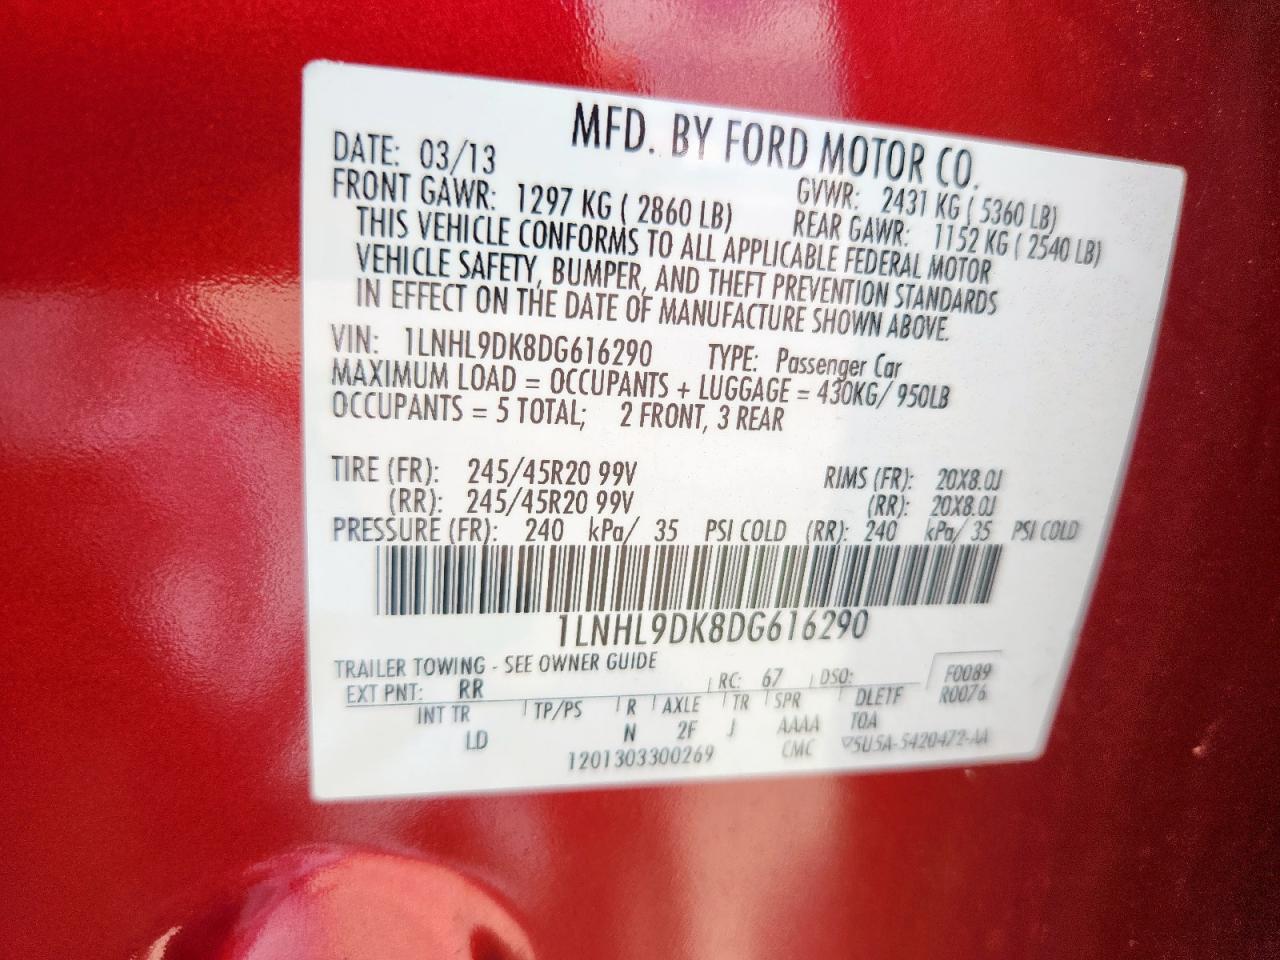 MFD. BY FORD MOTOR CO.
DATE: 03/13 GVWR: 2431 KG ( 5360 LB)
FRONT GAWR: 1297 KG ( 2860 LB) REAR GAWR: 1152 KG ( 2540 LB)
THIS VEHICLE CONFORMS TO ALL APPLICABLE FEDERAL MOTOR
VEHICLE SAFETY, BUMPER, AND THEFT PREVENTION STANDARDS
IN EFFECT ON THE DATE OF MANUFACTURE SHOWN ABOVE.
VIN: 1LNHL9DK8DG616290 TYPE: Passenger Car
MAXIMUM LOAD = OCCUPANTS + LUGGAGE = 430KG/ 950LB
OCCUPANTS = 5 TOTAL; 2 FRONT, 3 REAR
TIRE (FR): 245/45R20 99V RIMS (FR): 20X8.0J
(RR): 245/45R20 99V (RR): 20X8.0J
PRESSURE (FR): 240 kPa/ 35 PSI COLD (RR): 240 kPa/ 35 PSI COLD
1LNHL9DK8DG616290
TRAILER TOWING - SEE OWNER GUIDE
EXT PNT: RR RC: 67 DSO: F0089
R0076
INT TR TP/PS R AXLE TR SPR DLETF
LD N 2F J AAAA TOA
1201303300269 CMC ▽5U5A-5420472-AA